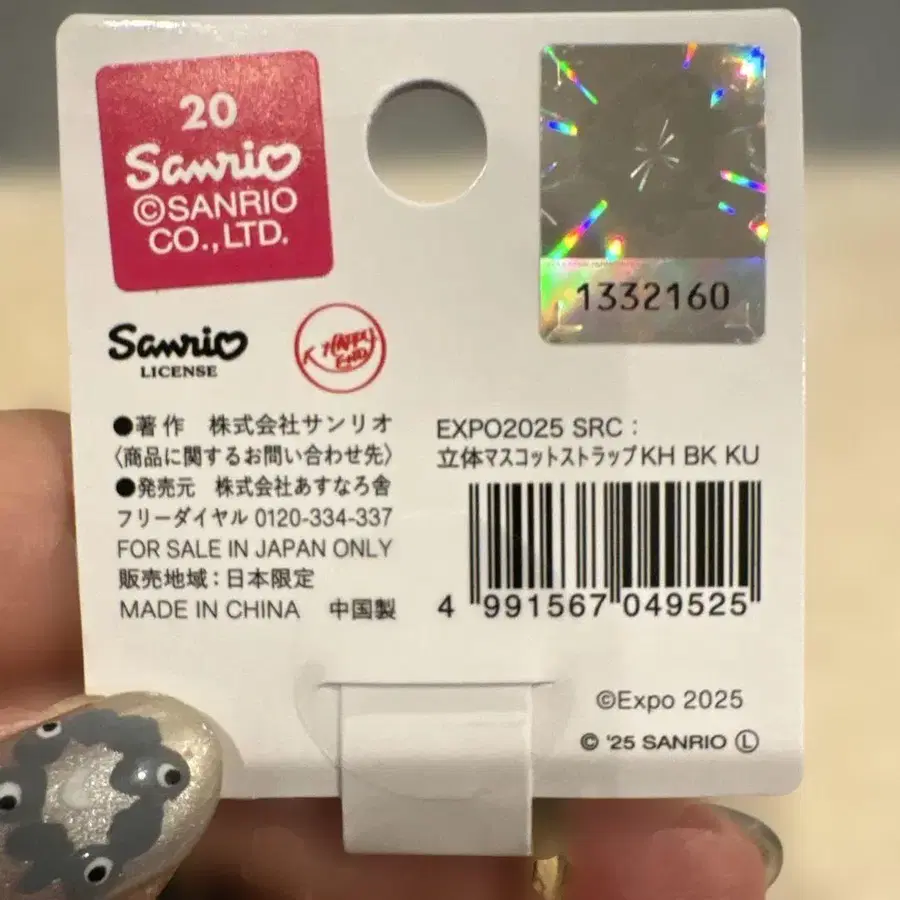 20
Sanrio
©SANRIO
CO.,LTD.
1332160
Sanrio
LICENSE
●著作 株式会社サンリオ
〈商品に関するお問い合わせ先〉
●発売元 株式会社あすなろ舎
フリーダイヤル 0120-334-337
FOR SALE IN JAPAN ONLY
販売地域：日本限定
MADE IN CHINA 中国製
EXPO2025 SRC：
立体マスコットストラップKH BK KU
4 991567 049525
©Expo 2025
© '25 SANRIO Ⓛ